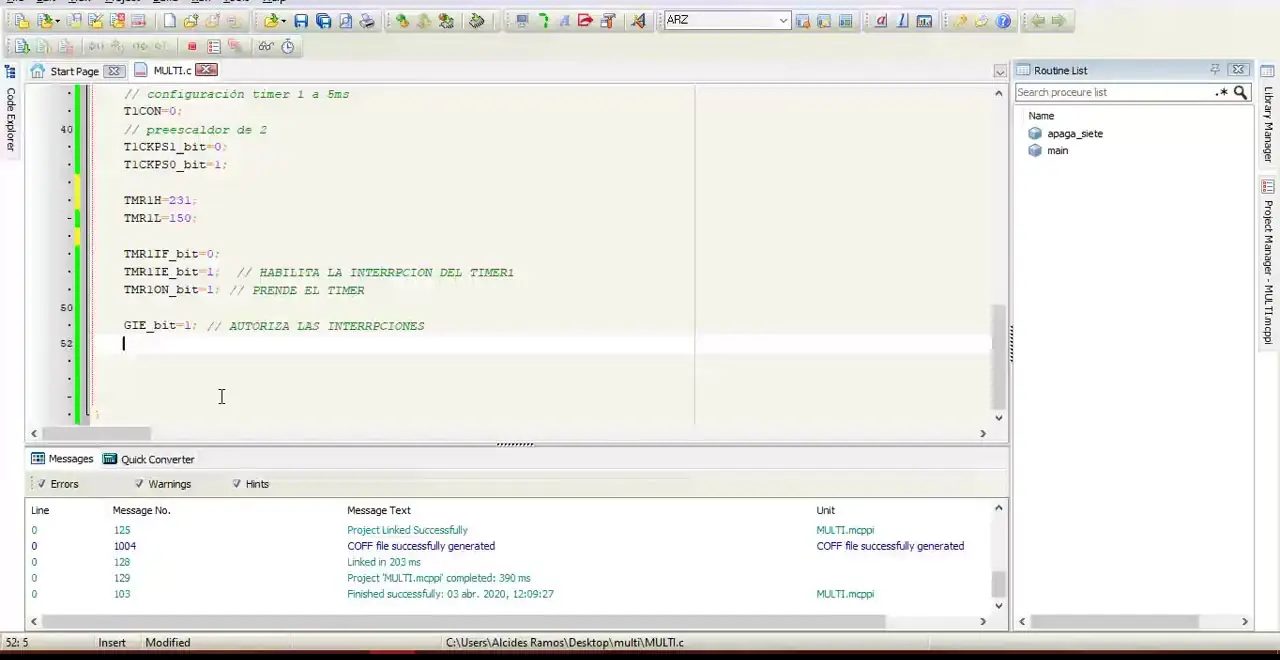 ARZ
Start Page
MULTI.c
Routine List
Code Explorer
// configuración timer 1 a 5ms
T1CON=0;
40 // preescaldor de 2
T1CKPS1_bit=0;
T1CKPS0_bit=1;
TMR1H=231;
TMR1L=150;
TMR1IF_bit=0;
TMR1IE_bit=1; // HABILITA LA INTERRPCION DEL TIMER1
TMR1ON_bit=1; // PRENDE EL TIMER
50
GIE_bit=1; // AUTORIZA LAS INTERRPCIONES
52
Search proceure list
.*
Name
apaga_siete
main
Library Manager
Project Manager - MULTI.mcppi
Messages Quick Converter
Errors Warnings Hints
Line Message No. Message Text Unit
0 125 Project Linked Successfully MULTI.mcppi
0 1004 COFF file successfully generated COFF file successfully generated
0 128 Linked in 203 ms
0 129 Project 'MULTI.mcppi' completed: 390 ms
0 103 Finished successfully: 03 abr. 2020, 12:09:27 MULTI.mcppi
52: 5 Insert Modified C:\Users\Alcides Ramos\Desktop\multi\MULTI.c